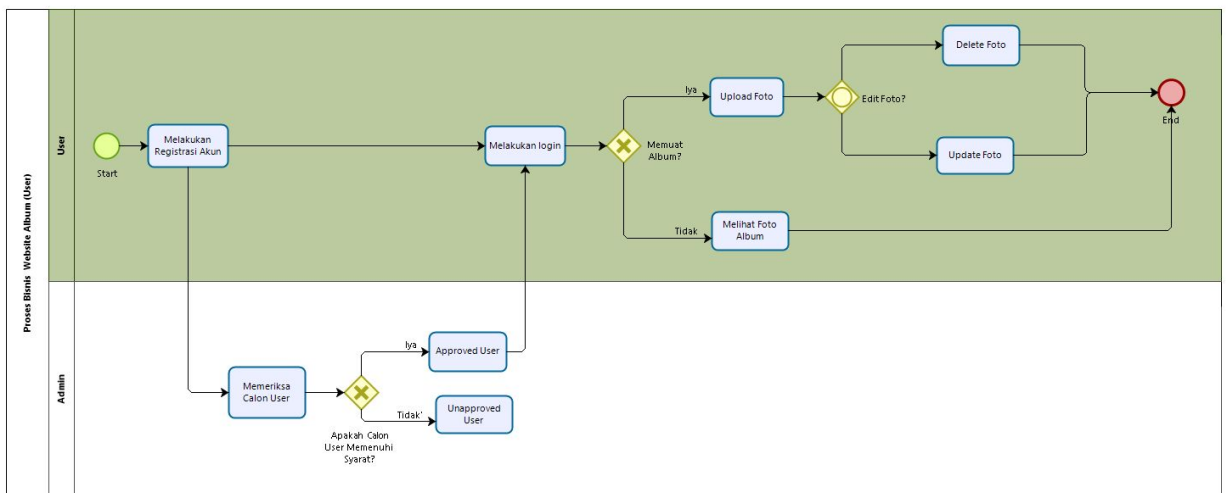 Proses Bisnis Website Album (User)
User
Start
Melakukan
Registrasi Akun
Melakukan login
Memuat
Album?
Iya
Upload Foto
Edit Foto?
Delete Foto
Update Foto
End
Tidak
Melihat Foto
Album
Admin
Memeriksa
Calon User
Apakah Calon
User Memenuhi
Syarat?
Iya
Approved User
Tidak'
Unapproved
User